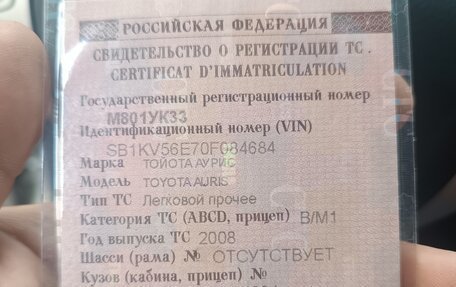 РОССИЙСКАЯ ФЕДЕРАЦИЯ
СВИДЕТЕЛЬСТВО О РЕГИСТРАЦИИ ТС.
CERTIFICAT D'IMMATRICULATION
Государственный регистрационный номер
М801УК33
Идентификационный номер (VIN)
SB1KV56E70F084684
Марка ТОЙОТА АУРИС
Модель TOYOTA AURIS
Тип ТС Легковой прочее
Категория ТС (ABCD, прицеп) B/M1
Год выпуска ТС 2008
Шасси (рама) № ОТСУТСТВУЕТ
Кузов (кабина, прицеп) №